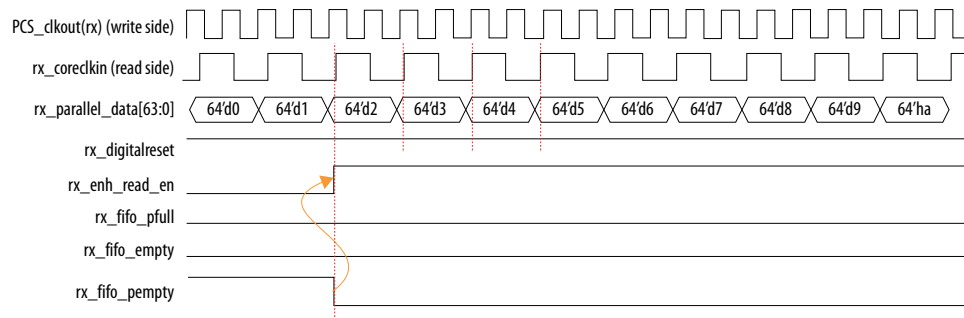 PCS_clkout(rx) (write side)
rx_coreclkin (read side)
rx_parallel_data[63:0] 64'd0 64'd1 64'd2 64'd3 64'd4 64'd5 64'd6 64'd7 64'd8 64'd9 64'ha
rx_digitalreset
rx_enh_read_en
rx_fifo_pfull
rx_fifo_empty
rx_fifo_pempty